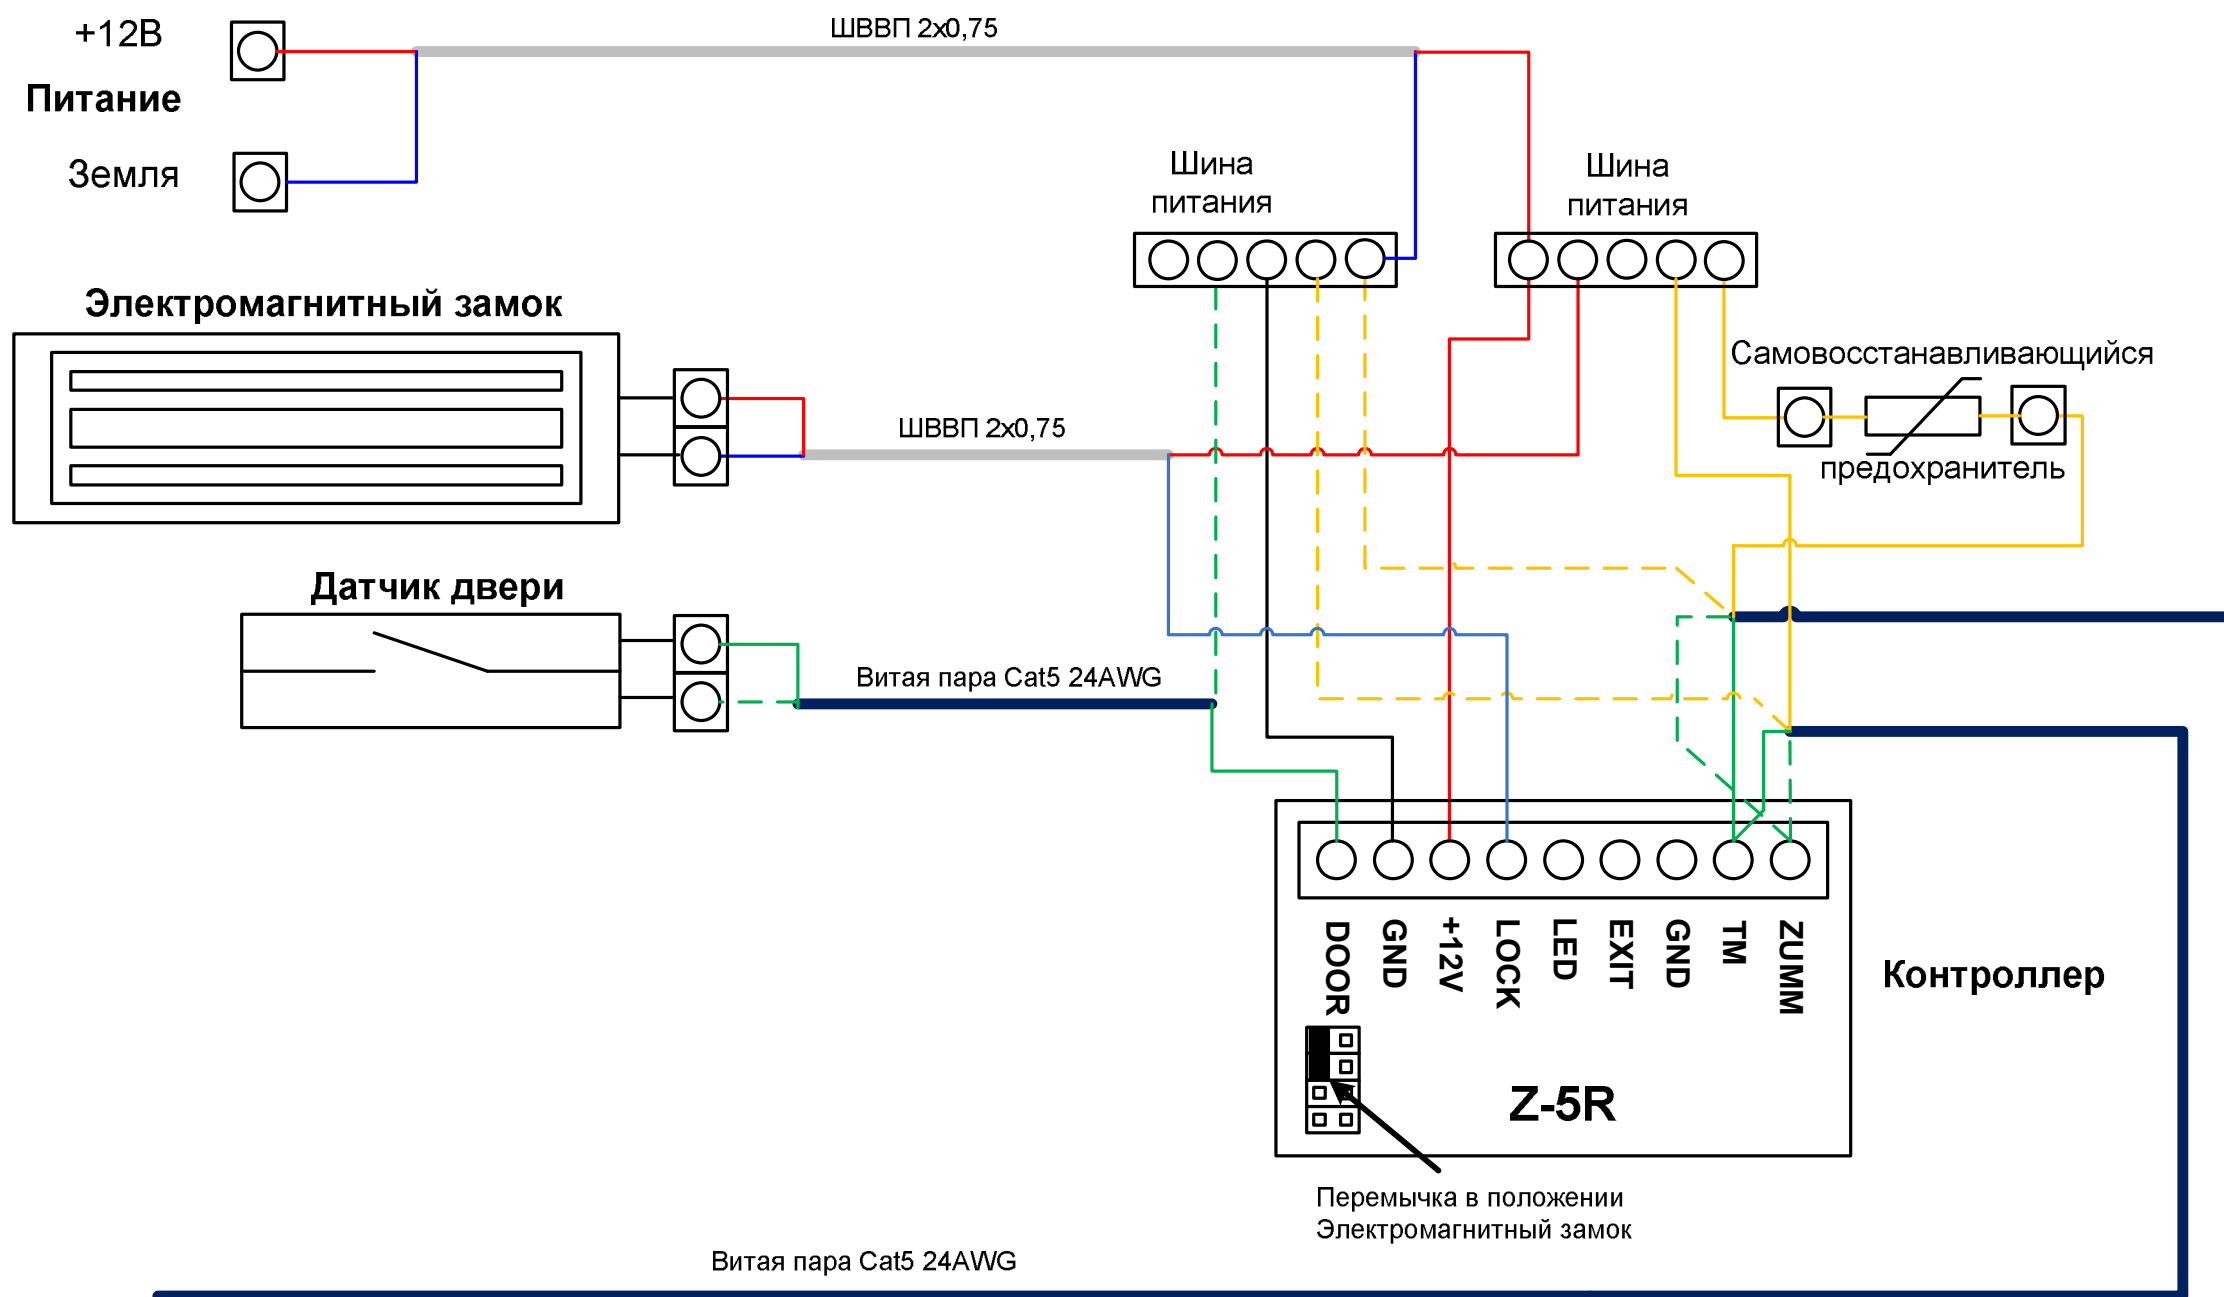 +12В
Питание
Земля
ШВВП 2x0,75
Шина
питания
Шина
питания
Электромагнитный замок
ШВВП 2x0,75
Самовосстанавливающийся
предохранитель
Датчик двери
Витая пара Cat5 24AWG
DOOR
GND
+12V
LOCK
LED
EXIT
GND
TM
ZUMM
Контроллер
Z-5R
Перемычка в положении
Электромагнитный замок
Витая пара Cat5 24AWG